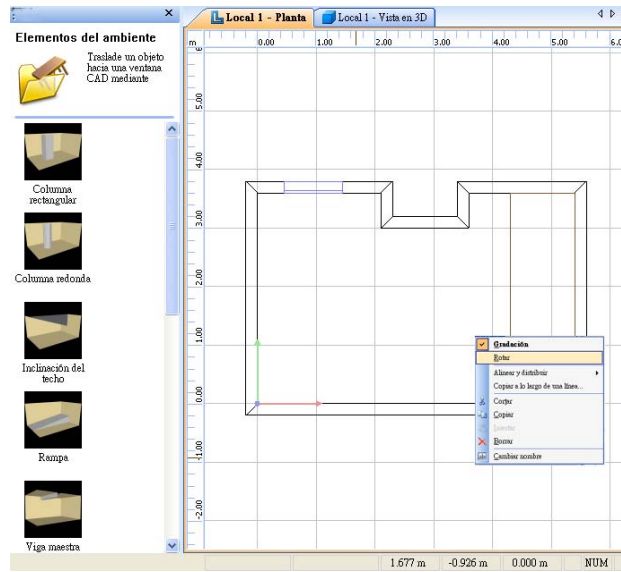 Elementos del ambiente
Traslade un objeto
hacia una ventana
CAD mediante
Columna
rectangular
Columna redonda
Inclinación del
techo
Rampa
Viga maestra
Local 1 - Planta
Local 1 - Vista en 3D
m
0.00
1.00
2.00
3.00
4.00
5.00
6.0
6
5.00
4.00
3.00
2.00
1.00
0.00
-1.00
-2.00
Gradación
Rotar
Alinear y distribuir
Copiar a lo largo de una línea...
Cortar
Copiar
Insertar
Borrar
Cambiar nombre
1.677 m
-0.926 m
0.000 m
NUM